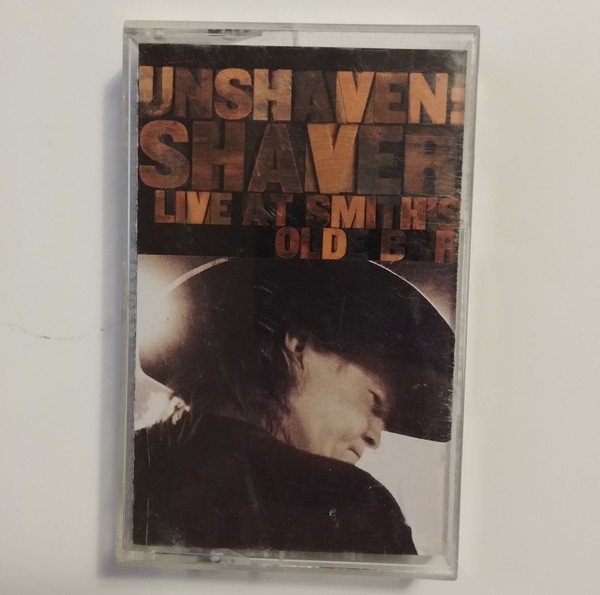 UNSHAVEN:
SHAVER
LIVE AT SMITH'S
OLDE BAR